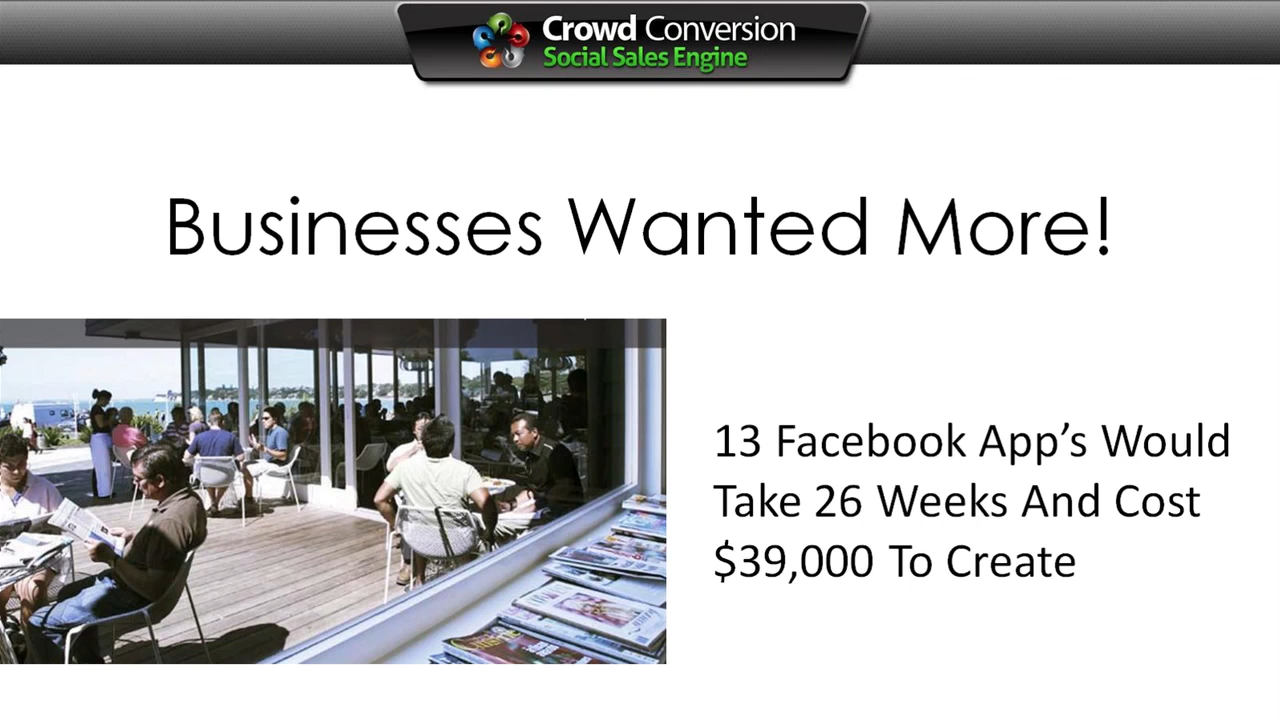 Crowd Conversion
Social Sales Engine
Businesses Wanted More!
13 Facebook App’s Would
Take 26 Weeks And Cost
$39,000 To Create